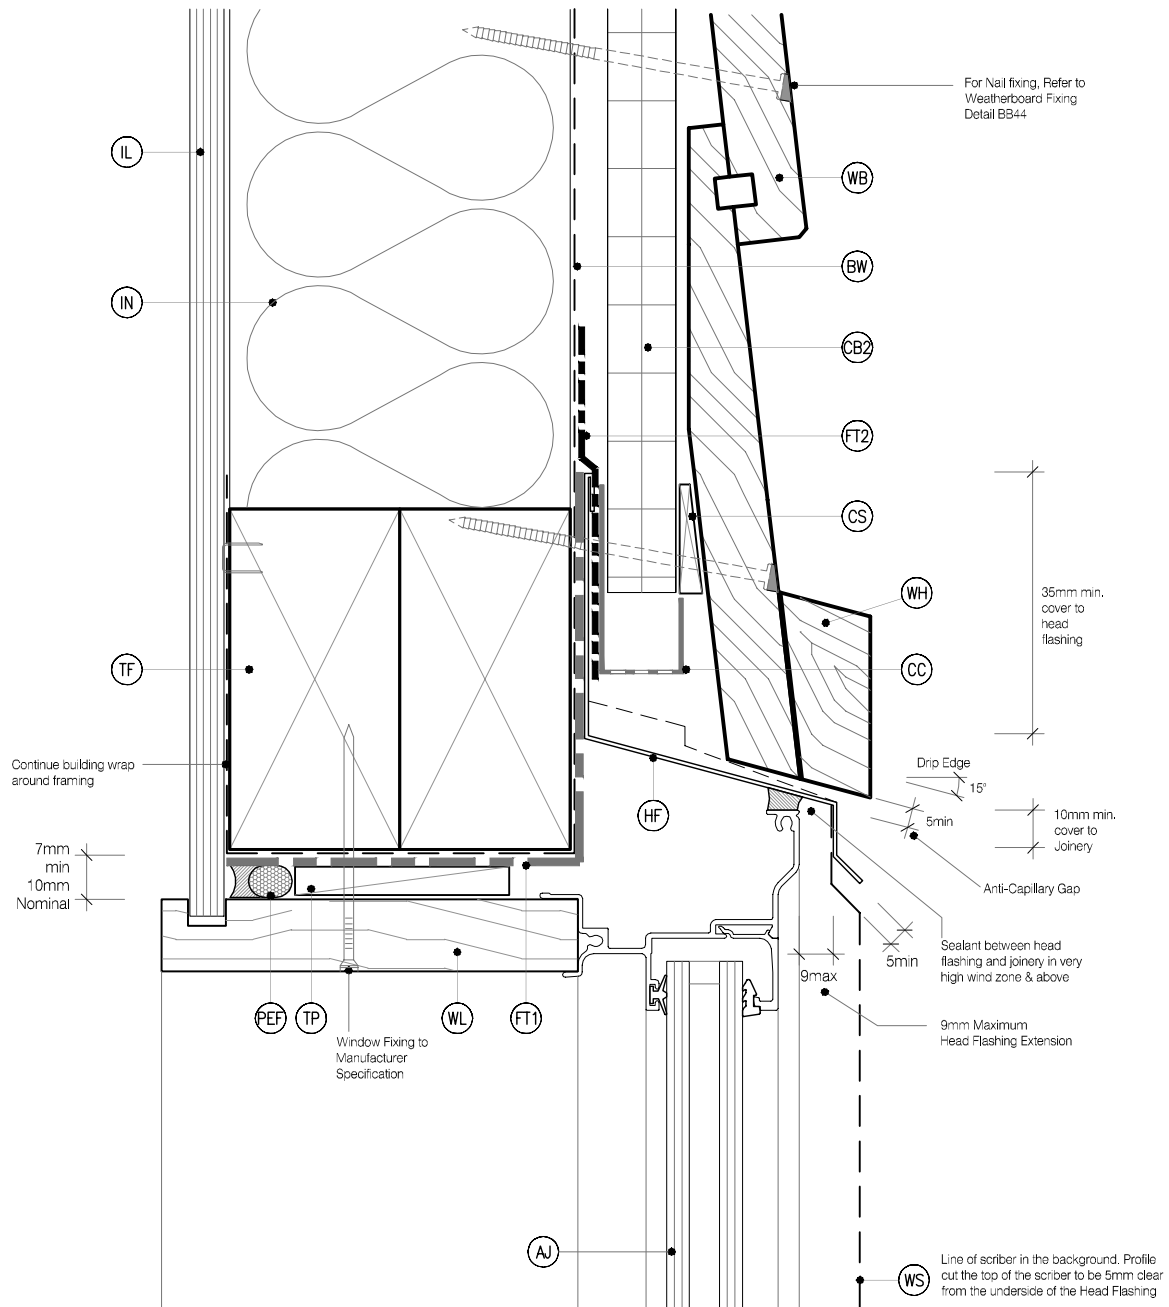 For Nail fixing, Refer to
Weatherboard Fixing
Detail BB44
IL
WB
BW
IN
CB2
FT2
CS
WH
35mm min.
cover to
head
flashing
TF
CC
Continue building wrap
around framing
Drip Edge
15°
HF
5min
10mm min.
cover to
Joinery
7mm
min
10mm
Nominal
Anti-Capillary Gap
Sealant between head
flashing and joinery in very
high wind zone & above
5min
9max
PEF
TP
WL
FT1
9mm Maximum
Head Flashing Extension
Window Fixing to
Manufacturer
Specification
AJ
WS
Line of scriber in the background. Profile
cut the top of the scriber to be 5mm clear
from the underside of the Head Flashing